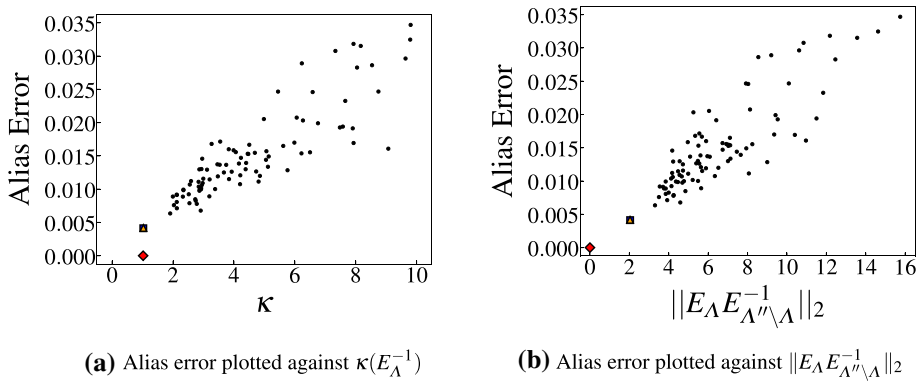 0.035
0.030
0.025
0.020
0.015
0.010
0.005
0.000
Alias Error
0 2 4 6 8 10
κ
(a) Alias error plotted against κ(E_Λ^{-1})
0.035
0.030
0.025
0.020
0.015
0.010
0.005
0.000
Alias Error
0 2 4 6 8 10 12 14 16
||E_Λ E_{Λ''\Λ}^{-1}||_2
(b) Alias error plotted against ‖E_Λ E_{Λ''\Λ}^{-1}‖_2